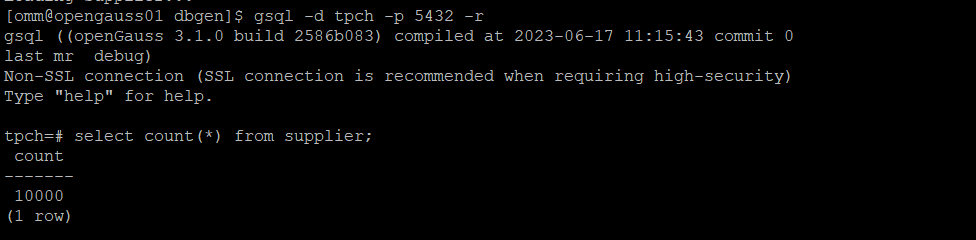 Loading supplier...
[omm@opengauss01 dbgen]$ gsql -d tpch -p 5432 -r
gsql ((openGauss 3.1.0 build 2586b083) compiled at 2023-06-17 11:15:43 commit 0
last mr  debug)
Non-SSL connection (SSL connection is recommended when requiring high-security)
Type "help" for help.
tpch=# select count(*) from supplier;
count
-------
10000
(1 row)